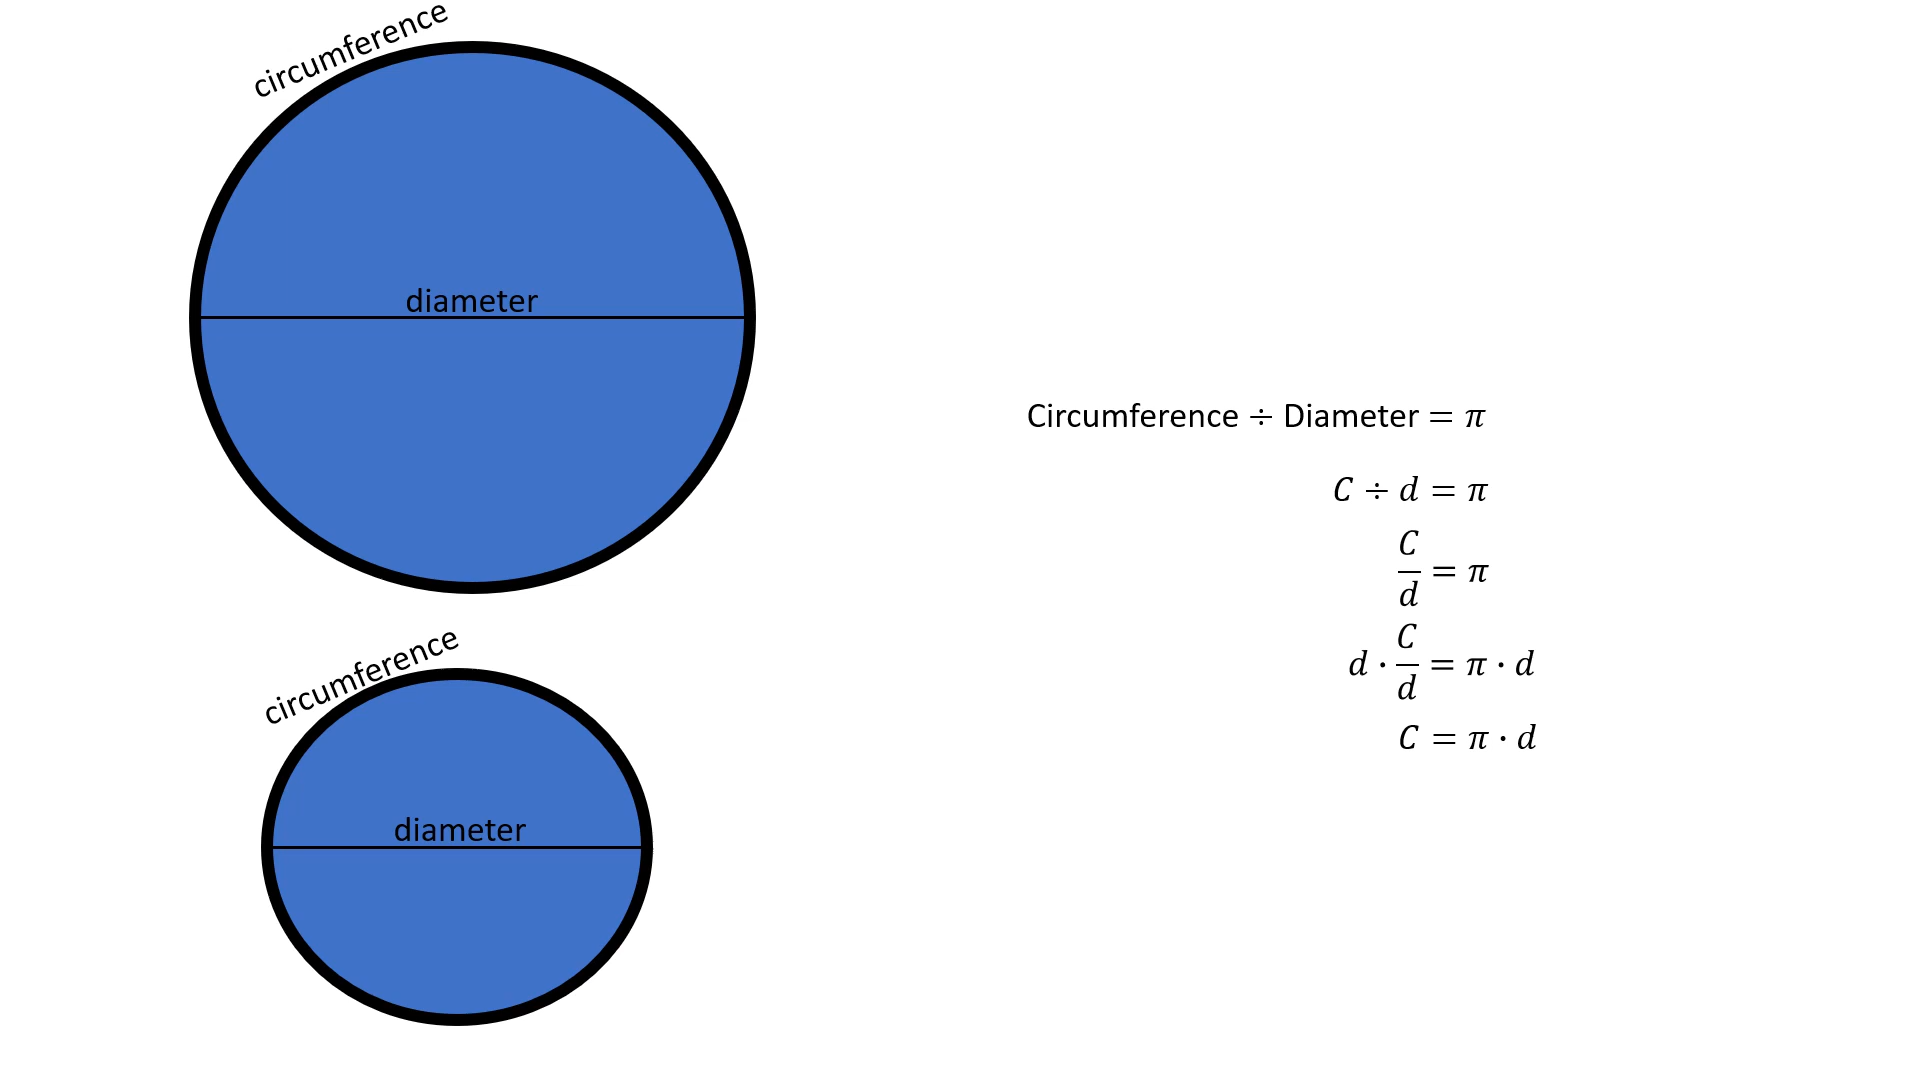 circumference
diameter
circumference
diameter
Circumference ÷ Diameter = π
C ÷ d = π
C/d = π
d · C/d = π · d
C = π · d